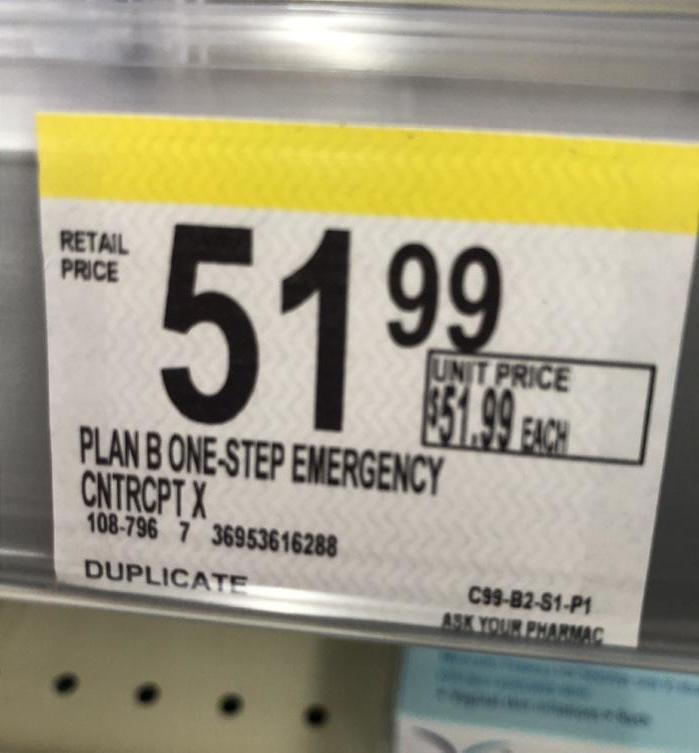 RETAIL
PRICE
51 99
UNIT PRICE
$51.99 EACH
PLAN B ONE-STEP EMERGENCY
CNTRCPT X
108-796 7 36953616288
DUPLICATE
C99-B2-S1-P1
ASK YOUR PHARMAC